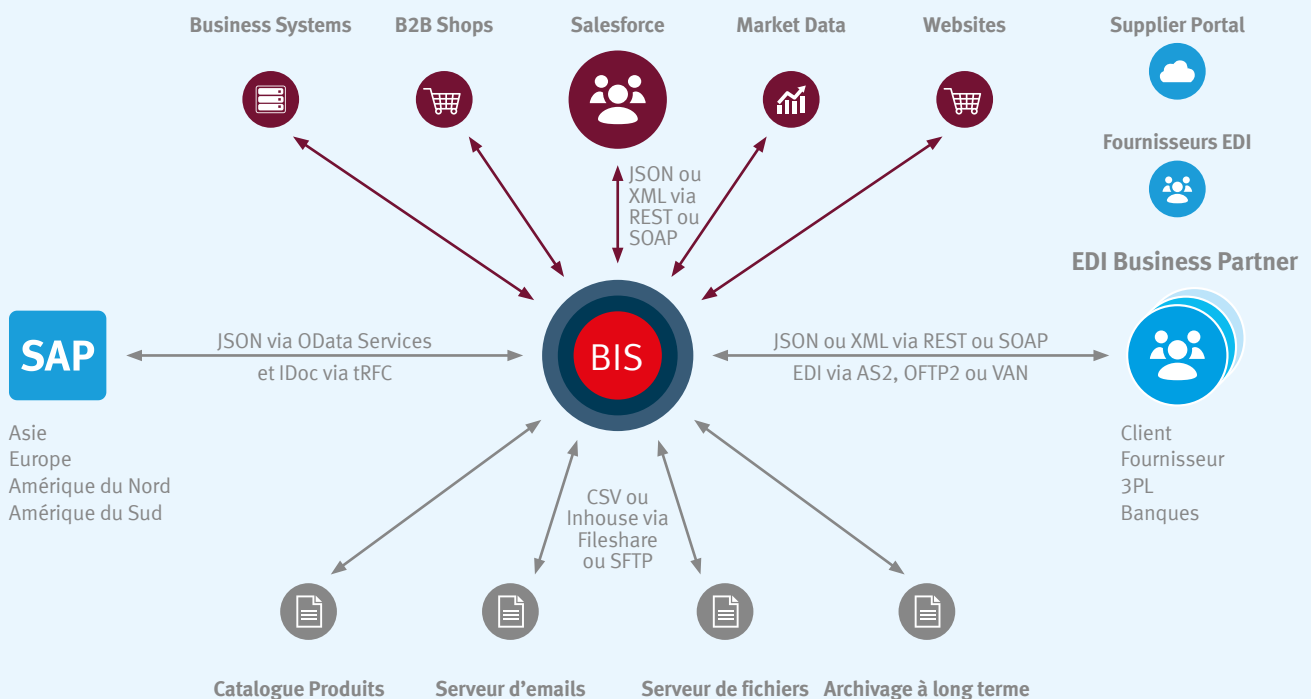 Business Systems
B2B Shops
Salesforce
Market Data
Websites
Supplier Portal
Fournisseurs EDI
JSON ou
XML via
REST ou
SOAP
EDI Business Partner
SAP
JSON via OData Services
et IDoc via tRFC
BIS
JSON ou XML via REST ou SOAP
EDI via AS2, OFTP2 ou VAN
Asie
Europe
Amérique du Nord
Amérique du Sud
Client
Fournisseur
3PL
Banques
CSV ou
Inhouse via
Fileshare
ou SFTP
Catalogue Produits
Serveur d’emails
Serveur de fichiers
Archivage à long terme